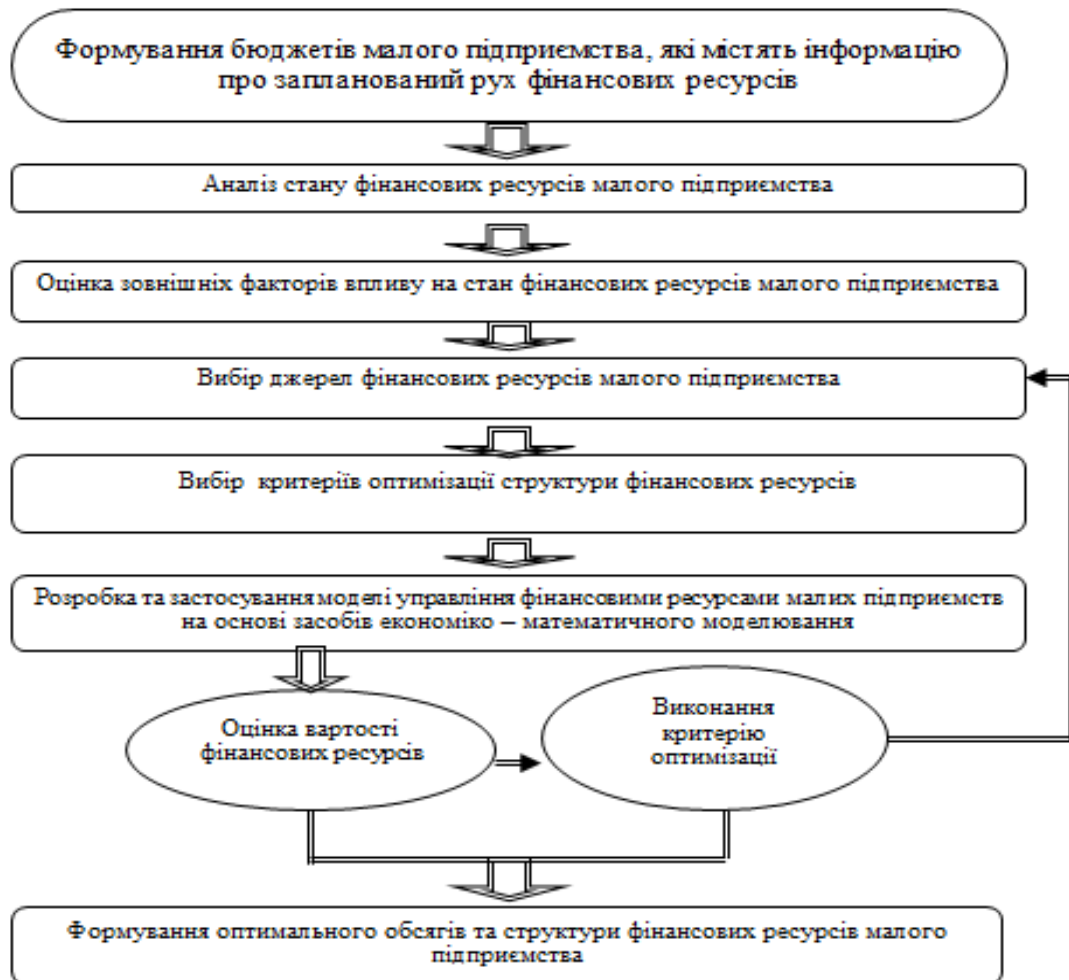 Формування бюджетів малого підприємства, які містять інформацію
про запланований рух фінансових ресурсів
Аналіз стану фінансових ресурсів малого підприємства
Оцінка зовнішніх факторів впливу на стан фінансових ресурсів малого підприємства
Вибір джерел фінансових ресурсів малого підприємства
Вибір критеріїв оптимізації структури фінансових ресурсів
Розробка та застосування моделі управління фінансовими ресурсами малих підприємств
на основі засобів економіко – математичного моделювання
Оцінка вартості
фінансових ресурсів
Виконання
критерію
оптимізації
Формування оптимального обсягів та структури фінансових ресурсів малого
підприємства